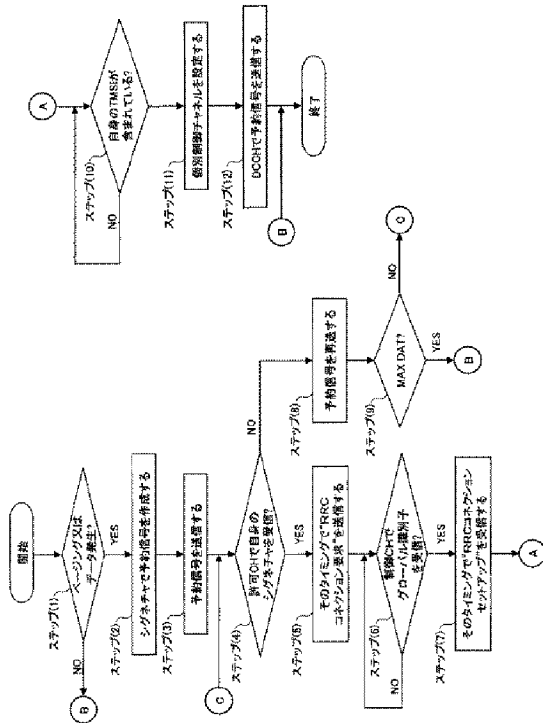 開始
ステップ(1)
ページング又は
データ発生?
NO
B
YES
ステップ(2)
シグネチャで予約信号を作成する
ステップ(3)
予約信号を送信する
C
ステップ(4)
許可CHで自身の
シグネチャを受信?
NO
YES
ステップ(5)
そのタイミングで"RRC
コネクション要求"を送信する
ステップ(6)
制御CHで
グローバル識別子
を受信?
NO
YES
ステップ(7)
そのタイミングで"RRCコネクション
セットアップ"を受信する
A
ステップ(8)
予約信号を再送する
ステップ(9)
MAX DAT?
NO
C
YES
B
A
ステップ(10)
自身のTMSIが
含まれている?
NO
ステップ(11)
個別制御チャネルを設定する
ステップ(12)
DCCHで予約信号を送信する
B
終了